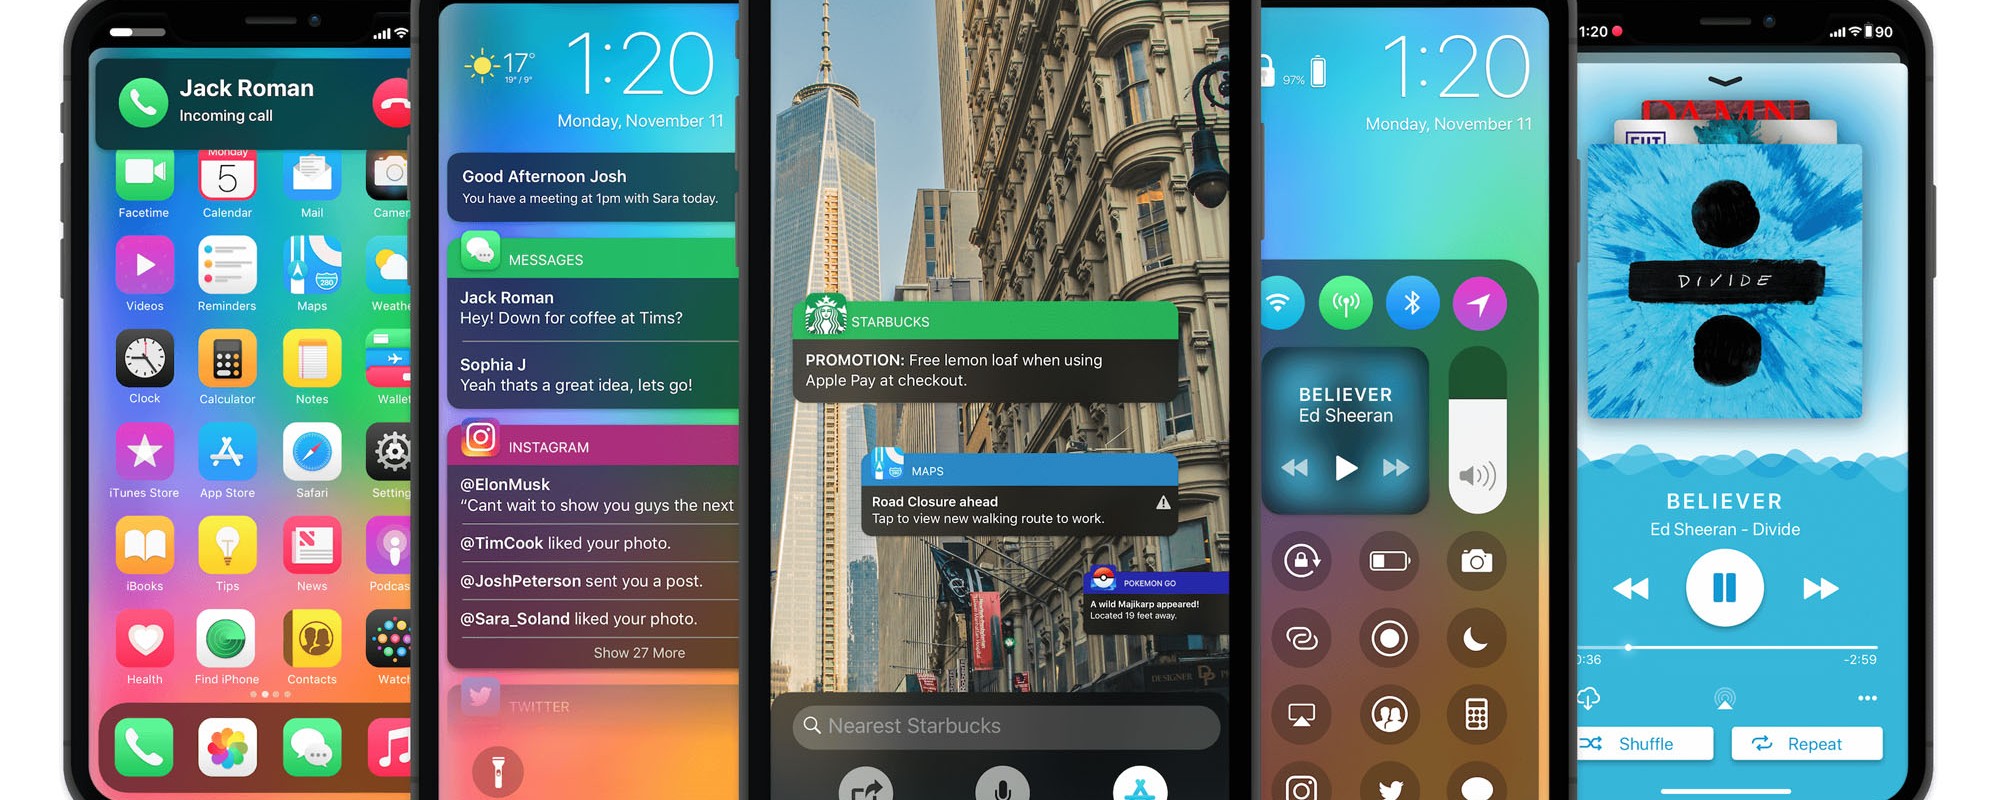 Jack Roman
Incoming call
Monday
5
Facetime
Calendar
Mail
Videos
280
Reminders
Maps
Clock
Calculator
Notes
iTunes Store
App Store
Safari
iBooks
Tips
News
Health
Find iPhone
Contacts
17°
19° / 9°
1:20
Monday, November 11
Good Afternoon Josh
You have a meeting at 1pm with Sara today.
MESSAGES
Jack Roman
Hey! Down for coffee at Tims?
Sophia J
Yeah thats a great idea, lets go!
INSTAGRAM
@ElonMusk
“Cant wait to show you guys the next
@TimCook liked your photo.
@JoshPeterson sent you a post.
@Sara_Soland liked your photo.
Show 27 More
TWITTER
STARBUCKS
PROMOTION: Free lemon loaf when using
Apple Pay at checkout.
MAPS
Road Closure ahead
Tap to view new walking route to work.
POKEMON GO
A wild Majikarp appeared!
Located 19 feet away.
DESIGNER
Nearest Starbucks
97%
1:20
Monday, November 11
BELIEVER
Ed Sheeran
1:20
90
DAMN
DIVIDE
BELIEVER
Ed Sheeran - Divide
0:36
-2:59
Shuffle
Repeat